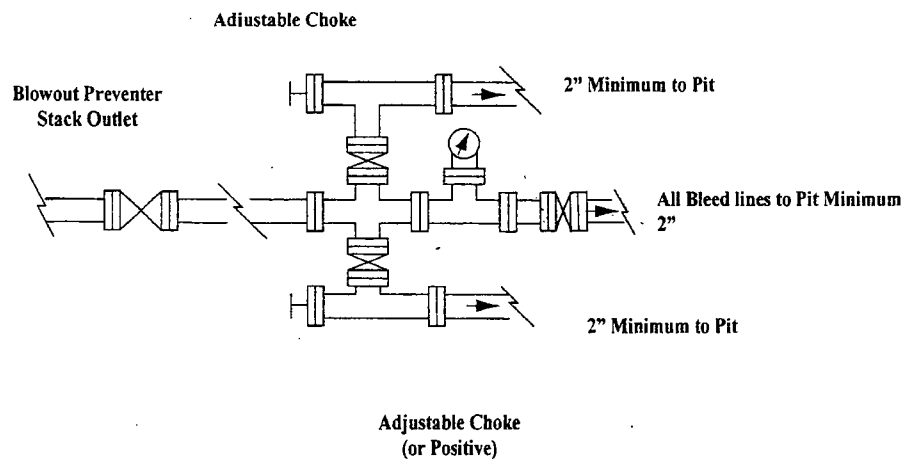 Adjustable Choke
Blowout Preventer
Stack Outlet
2” Minimum to Pit
All Bleed lines to Pit Minimum
2”
2” Minimum to Pit
Adjustable Choke
(or Positive)